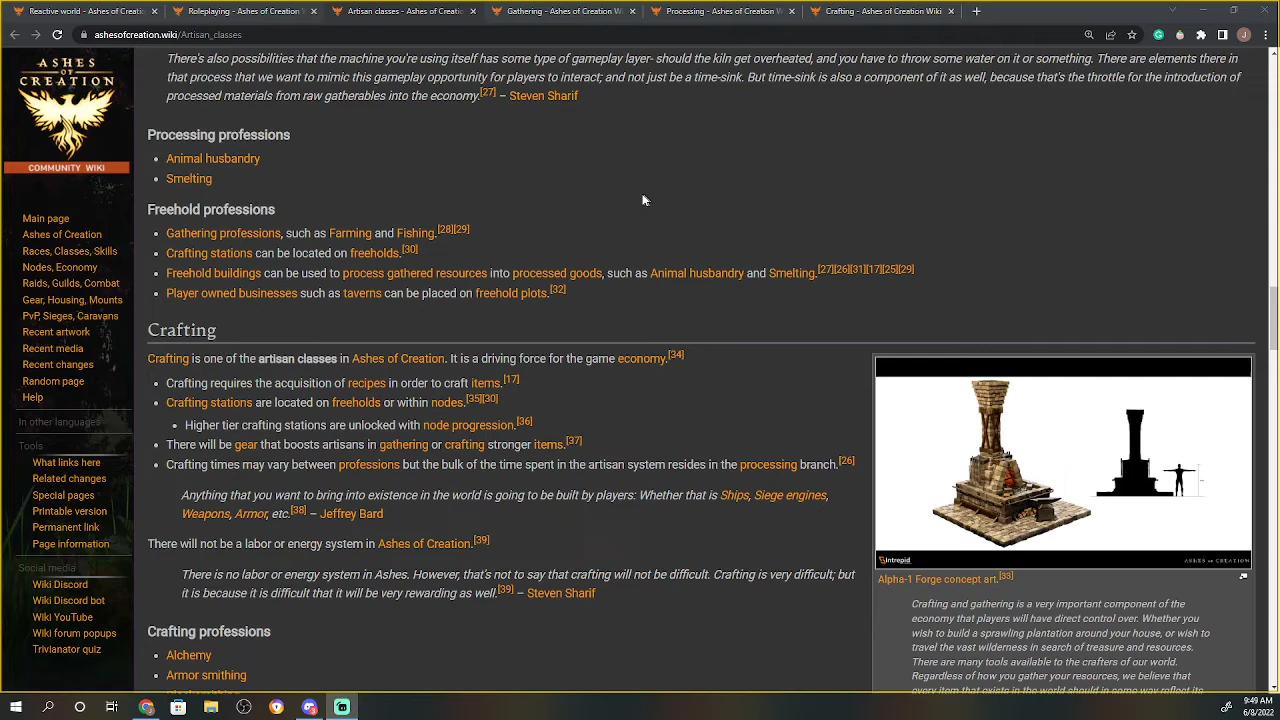 Reactive world - Ashes of Cre
Roleplaying - Ashes of Creation
Artisan classes - Ashes of Creat
Gathering - Ashes of Creation Wi
Processing - Ashes of Creation W
Crafting - Ashes of Creation Wiki
ashesofcreation.wiki/Artisan_classes
ASHES
OF
CREATION
COMMUNITY WIKI
Main page
Ashes of Creation
Races, Classes, Skills
Nodes, Economy
Raids, Guilds, Combat
Gear, Housing, Mounts
PvP, Sieges, Caravans
Recent artwork
Recent media
Recent changes
Random page
Help
In other languages
Tools
What links here
Related changes
Special pages
Printable version
Permanent link
Page information
Social media
Wiki Discord
Wiki Discord bot
Wiki YouTube
Wiki forum popups
Trivianator quiz
There's also possibilities that the machine you're using itself has some type of gameplay layer- should the kiln get overheated, and you have to throw some water on it or something. There are elements there in
that process that we want to mimic this gameplay opportunity for players to interact; and not just be a time-sink. But time-sink is also a component of it as well, because that's the throttle for the introduction of
processed materials from raw gatherables into the economy.[27] – Steven Sharif
Processing professions
• Animal husbandry
• Smelting
Freehold professions
• Gathering professions, such as Farming and Fishing.[28][29]
• Crafting stations can be located on freeholds.[30]
• Freehold buildings can be used to process gathered resources into processed goods, such as Animal husbandry and Smelting.[27][26][31][17][25][29]
• Player owned businesses such as taverns can be placed on freehold plots.[32]
Crafting
Crafting is one of the artisan classes in Ashes of Creation. It is a driving force for the game economy.[34]
• Crafting requires the acquisition of recipes in order to craft items.[17]
• Crafting stations are located on freeholds or within nodes.[35][30]
• Higher tier crafting stations are unlocked with node progression.[36]
• There will be gear that boosts artisans in gathering or crafting stronger items.[37]
• Crafting times may vary between professions but the bulk of the time spent in the artisan system resides in the processing branch.[26]
Anything that you want to bring into existence in the world is going to be built by players: Whether that is Ships, Siege engines,
Weapons, Armor, etc.[38] – Jeffrey Bard
There will not be a labor or energy system in Ashes of Creation.[39]
There is no labor or energy system in Ashes. However, that's not to say that crafting will not be difficult. Crafting is very difficult; but
it is because it is difficult that it will be very rewarding as well.[39] – Steven Sharif
Crafting professions
• Alchemy
• Armor smithing
Intrepid
ASHES OF CREATION
Alpha-1 Forge concept art.[33]
Crafting and gathering is a very important component of the
economy that players will have direct control over. Whether you
wish to build a sprawling plantation around your house, or wish to
travel the vast wilderness in search of treasure and resources.
There are many tools available to the crafters of our world.
Regardless of how you gather your resources, we believe that
every item that exists in the world should in some way reflect its
9:49 AM
6/8/2022